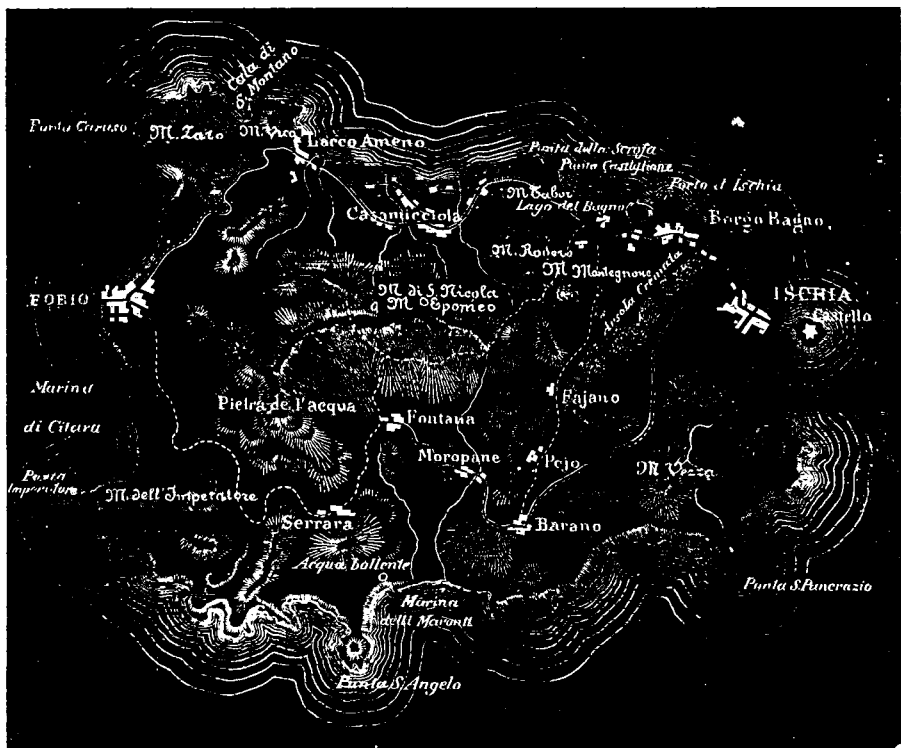 Cala di
S. Montano
Punta Caruso
M. Zaro
M. Vico
Lacco Ameno
Punta della Scrofa
Punta Castiglione
Porto d'Ischia
M. Tabor
Lago del Bagno
Casamicciola
Borgo Bagno
M. Rotaro
M. Montagnone
M. di S. Nicola
o M. Epomeo
FORIO
ISCHIA
Castello
Marina
di Citara
Pietra de l'acqua
Fontana
Fajano
Moropane
Pejo
M. Vezza
Punta
Imperatore
M. dell'Imperatore
Serrara
Barano
Acqua bollente
Marina
delli Maronti
Punta S. Pancrazio
Punta S. Angelo